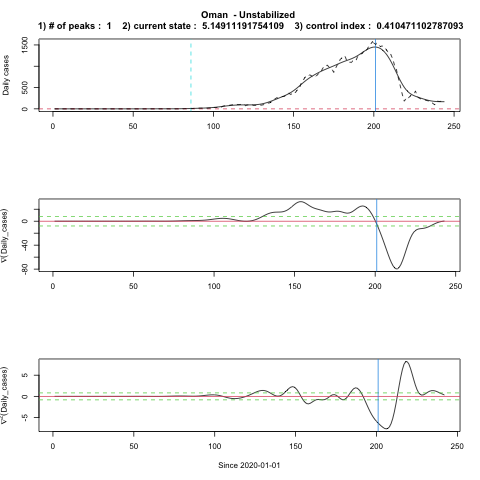 Oman - Unstabilized
1) # of peaks : 1 2) current state : 5.14911191754109 3) control index : 0.410471102787093
Daily cases
0 500 1500
0 50 100 150 200 250
∇(Daily_cases)
-80 -40 0
0 50 100 150 200 250
∇²(Daily_cases)
-5 0 5
0 50 100 150 200 250
Since 2020-01-01